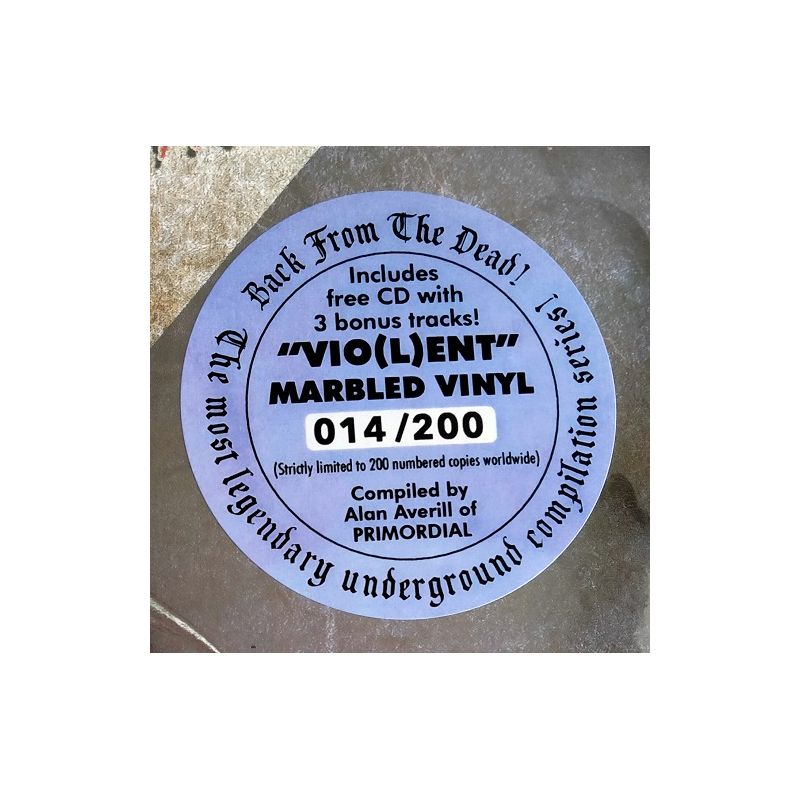 Back From The Dead!
The most legendary underground compilation series!
Includes
free CD with
3 bonus tracks!
"VIO(L)ENT"
MARBLED VINYL
014/200
(Strictly limited to 200 numbered copies worldwide)
Compiled by
Alan Averill of
PRIMORDIAL